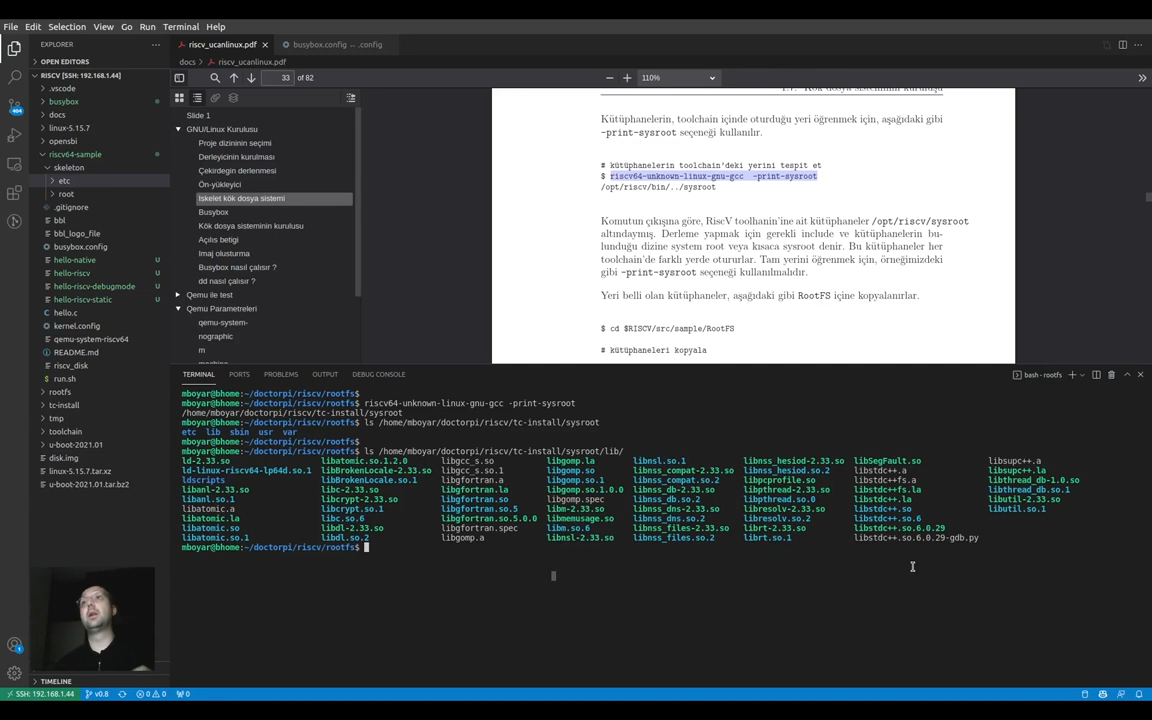 File Edit Selection View Go Run Terminal Help
EXPLORER
riscv_ucanlinux.pdf
busybox.config -- .config
OPEN EDITORS
docs > riscv_ucanlinux.pdf
RISCV [SSH: 192.168.1.44]
33 of 82
110%
.vscode
busybox
docs
linux-5.15.7
opensbi
riscv64-sample
skeleton
etc
root
.gitignore
bbl
bbl_logo_file
busybox.config
hello-native U
hello-riscv U
hello-riscv-debugmode U
hello-riscv-static U
hello.c
kernel.config
qemu-system-riscv64
README.md
riscv_disk
run.sh
rootfs
tc-install
tmp
toolchain
u-boot-2021.01
disk.img
linux-5.15.7.tar.xz
u-boot-2021.01.tar.bz2
TIMELINE
404
Slide 1
GNU/Linux Kurulusu
Proje dizininin seçimi
Derleyicinin kurulması
Çekirdegin derlenmesi
Ön-yükleyici
Iskelet kök dosya sistemi
Busybox
Kök dosya sisteminin kurulusu
Açılıs betigi
Imaj olusturma
Busybox nasıl çalısır ?
dd nasıl çalısır ?
Qemu ile test
Qemu Parametreleri
qemu-system-
nographic
m
Kütüphanelerin, toolchain içinde oturduğu yeri öğrenmek için, aşağıdaki gibi
-print-sysroot seçeneği kullanılır.
# kütüphanelerin toolchain'deki yerini tespit et
$ riscv64-unknown-linux-gnu-gcc -print-sysroot
/opt/riscv/bin/../sysroot
Komutun çıkışına göre, RiscV toolhanin'ine ait kütüphaneler /opt/riscv/sysroot
altındaymış. Derleme yapmak için gerekli include ve kütüphanelerin bu-
lunduğu dizine system root veya kısaca sysroot denir. Bu kütüphaneler her
toolchain'de farklı yerde otururlar. Tam yerini öğrenmek için, örneğimizdeki
gibi -print-sysroot seçeneği kullanılmalıdır.
Yeri belli olan kütüphaneler, aşağıdaki gibi RootFS içine kopyalanırlar.
$ cd $RISCV/src/sample/RootFS
# kütüphaneleri kopyala
TERMINAL PORTS PROBLEMS OUTPUT DEBUG CONSOLE
bash - rootfs
mboyar@bhome:~/doctorpi/riscv/rootfs$
mboyar@bhome:~/doctorpi/riscv/rootfs$ riscv64-unknown-linux-gnu-gcc -print-sysroot
/home/mboyar/doctorpi/riscv/tc-install/sysroot
mboyar@bhome:~/doctorpi/riscv/rootfs$ ls /home/mboyar/doctorpi/riscv/tc-install/sysroot
etc lib sbin usr var
mboyar@bhome:~/doctorpi/riscv/rootfs$
mboyar@bhome:~/doctorpi/riscv/rootfs$ ls /home/mboyar/doctorpi/riscv/tc-install/sysroot/lib/
ld-2.33.so libatomic.so.1.2.0 libgcc_s.so libgomp.la libnsl.so.1 libnss_hesiod-2.33.so libSegFault.so libsupc++.a
ld-linux-riscv64-lp64d.so.1 libBrokenLocale-2.33.so libgcc_s.so.1 libgomp.so libnss_compat-2.33.so libnss_hesiod.so.2 libstdc++.a libsupc++.la
ldscripts libBrokenLocale.so.1 libgfortran.a libgomp.so.1 libnss_compat.so.2 libpcprofile.so libstdc++fs.a libthread_db-1.0.so
libanl-2.33.so libc-2.33.so libgfortran.la libgomp.so.1.0.0 libnss_db-2.33.so libpthread-2.33.so libstdc++fs.la libthread_db.so.1
libanl.so.1 libcrypt-2.33.so libgfortran.so libgomp.spec libnss_db.so.2 libpthread.so.0 libstdc++.la libutil-2.33.so
libatomic.a libcrypt.so.1 libgfortran.so.5 libm-2.33.so libnss_dns-2.33.so libresolv-2.33.so libstdc++.so libutil.so.1
libatomic.la libc.so.6 libgfortran.so.5.0.0 libmemusage.so libnss_dns.so.2 libresolv.so.2 libstdc++.so.6
libatomic.so libdl-2.33.so libgfortran.spec libm.so.6 libnss_files-2.33.so librt-2.33.so libstdc++.so.6.0.29
libatomic.so.1 libdl.so.2 libgomp.a libnsl-2.33.so libnss_files.so.2 librt.so.1 libstdc++.so.6.0.29-gdb.py
mboyar@bhome:~/doctorpi/riscv/rootfs$
SSH: 192.168.1.44 v0.8 0 0 0